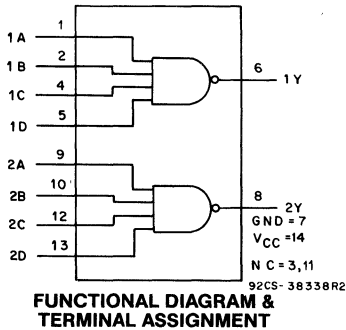 1A 1
1B 2
1C 4
1D 5
6 1Y
2A 9
2B 10
2C 12
2D 13
8 2Y
GND = 7
VCC = 14
NC = 3,11
92CS-38338R2
FUNCTIONAL DIAGRAM &
TERMINAL ASSIGNMENT